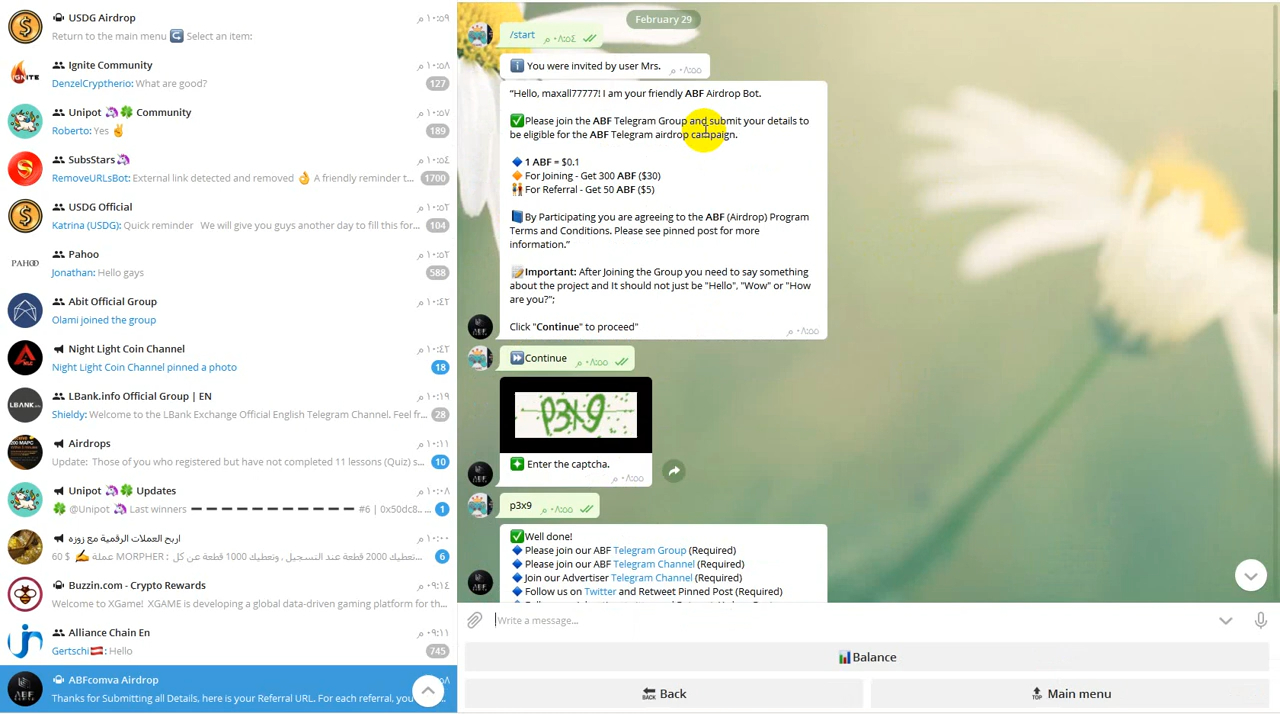 USDG Airdrop
م ١٠:٥٩
Return to the main menu Select an item:
Ignite Community
م ١٠:٥٨
DenzelCryptherio: What are good?
127
Unipot Community
م ١٠:٥٧
Roberto: Yes
189
SubsStars
م ١٠:٥٤
RemoveURLsBot: External link detected and removed A friendly reminder t...
1700
USDG Official
م ١٠:٥٣
Katrina (USDG): Quick reminder We will give you guys another day to fill this for...
104
Pahoo
م ١٠:٥٢
Jonathan: Hello gays
588
Abit Official Group
م ١٠:٤٢
Olami joined the group
Night Light Coin Channel
م ١٠:٤٢
Night Light Coin Channel pinned a photo
18
LBank.info Official Group | EN
م ١٠:١٩
Shieldy: Welcome to the LBank Exchange Official English Telegram Channel. Feel fr...
28
Airdrops
م ١٠:١١
Update: Those of you who registered but have not completed 11 lessons (Quiz) s...
10
Unipot Updates
م ١٠:٠٨
@Unipot Last winners #6 | 0x50dc8...
1
اربح العملات الرقمية مع زوزه
م ١٠:٠٠
60 $ عملة MORPHER : تعطيك 2000 قطعة عند التسجيل , وتعطيك 1000 قطعة عن كل...
6
Buzzin.com - Crypto Rewards
م ٠٩:١٤
Welcome to XGame! XGAME is developing a global data-driven gaming platform for th...
Alliance Chain En
م ٠٩:١١
Gertschi: Hello
745
ABFcomva Airdrop
Thanks for Submitting all Details, here is your Referral URL. For each referral, you
February 29
/start
م ٠٨:٥٤
You were invited by user Mrs.
م ٠٨:٥٥
“Hello, maxall77777! I am your friendly ABF Airdrop Bot.
Please join the ABF Telegram Group and submit your details to
be eligible for the ABF Telegram airdrop campaign.
1 ABF = $0.1
For Joining - Get 300 ABF ($30)
For Referral - Get 50 ABF ($5)
By Participating you are agreeing to the ABF (Airdrop) Program
Terms and Conditions. Please see pinned post for more
information.”
Important: After Joining the Group you need to say something
about the project and It should not just be "Hello", "Wow" or "How
are you?";
Click "Continue" to proceed"
م ٠٨:٥٥
Continue
م ٠٨:٥٥
P3X9
Enter the captcha.
م ٠٨:٥٥
p3x9
م ٠٨:٥٥
Well done!
Please join our ABF Telegram Group (Required)
Please join our ABF Telegram Channel (Required)
Join our Advertiser Telegram Channel (Required)
Follow us on Twitter and Retweet Pinned Post (Required)
Write a message...
Balance
Back
Main menu